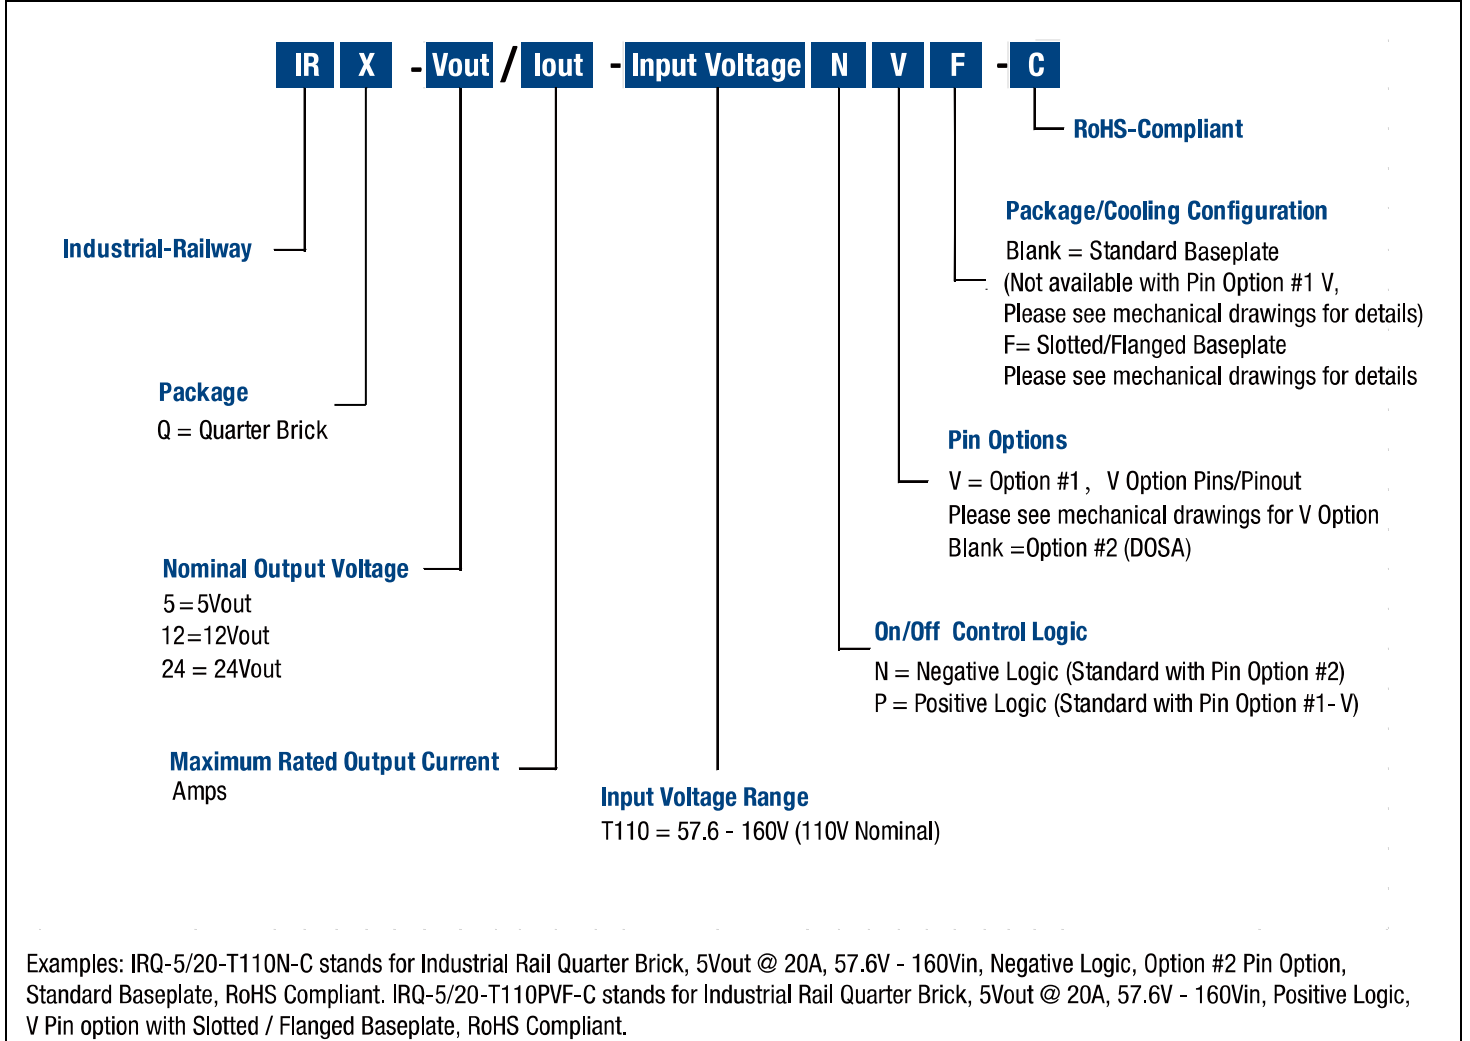 IR X - Vout / Iout - Input Voltage N V F - C
RoHS-Compliant
Package/Cooling Configuration
Blank = Standard Baseplate
(Not available with Pin Option #1 V,
Please see mechanical drawings for details)
F= Slotted/Flanged Baseplate
Please see mechanical drawings for details
Industrial-Railway
Package
Q = Quarter Brick
Pin Options
V = Option #1, V Option Pins/Pinout
Please see mechanical drawings for V Option
Blank =Option #2 (DOSA)
Nominal Output Voltage
5=5Vout
12=12Vout
24 = 24Vout
On/Off Control Logic
N = Negative Logic (Standard with Pin Option #2)
P = Positive Logic (Standard with Pin Option #1-V)
Maximum Rated Output Current
Amps
Input Voltage Range
T110 = 57.6 - 160V (110V Nominal)
Examples: IRQ-5/20-T110N-C stands for Industrial Rail Quarter Brick, 5Vout @ 20A, 57.6V - 160Vin, Negative Logic, Option #2 Pin Option,
Standard Baseplate, RoHS Compliant. IRQ-5/20-T110PVF-C stands for Industrial Rail Quarter Brick, 5Vout @ 20A, 57.6V - 160Vin, Positive Logic,
V Pin option with Slotted / Flanged Baseplate, RoHS Compliant.